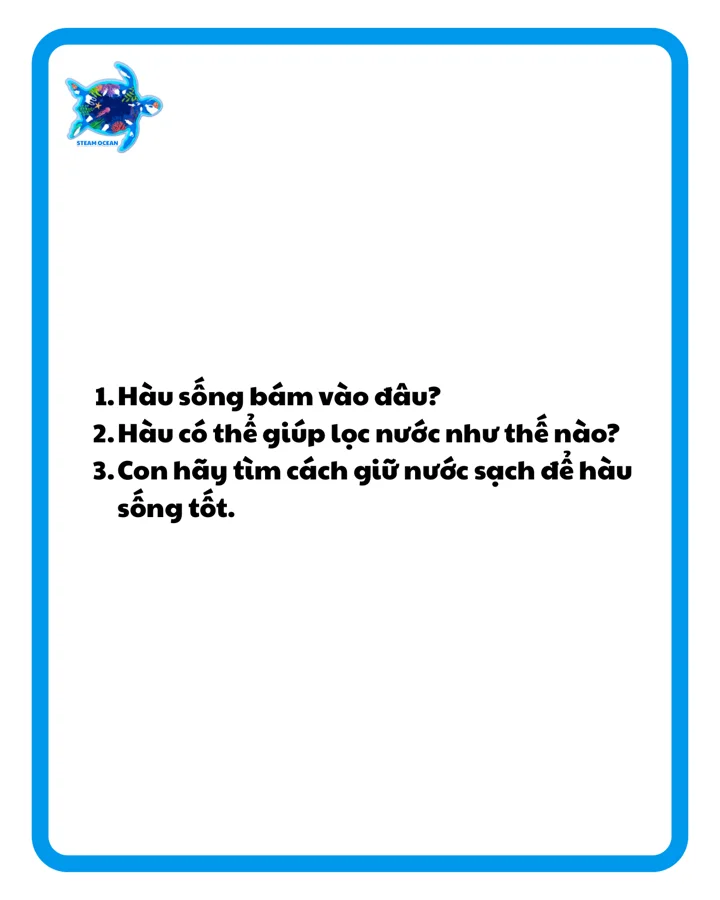 STEAM OCEAN
1. Hàu sống bám vào đâu?
2. Hàu có thể giúp lọc nước như thế nào?
3. Con hãy tìm cách giữ nước sạch để hàu
sống tốt.